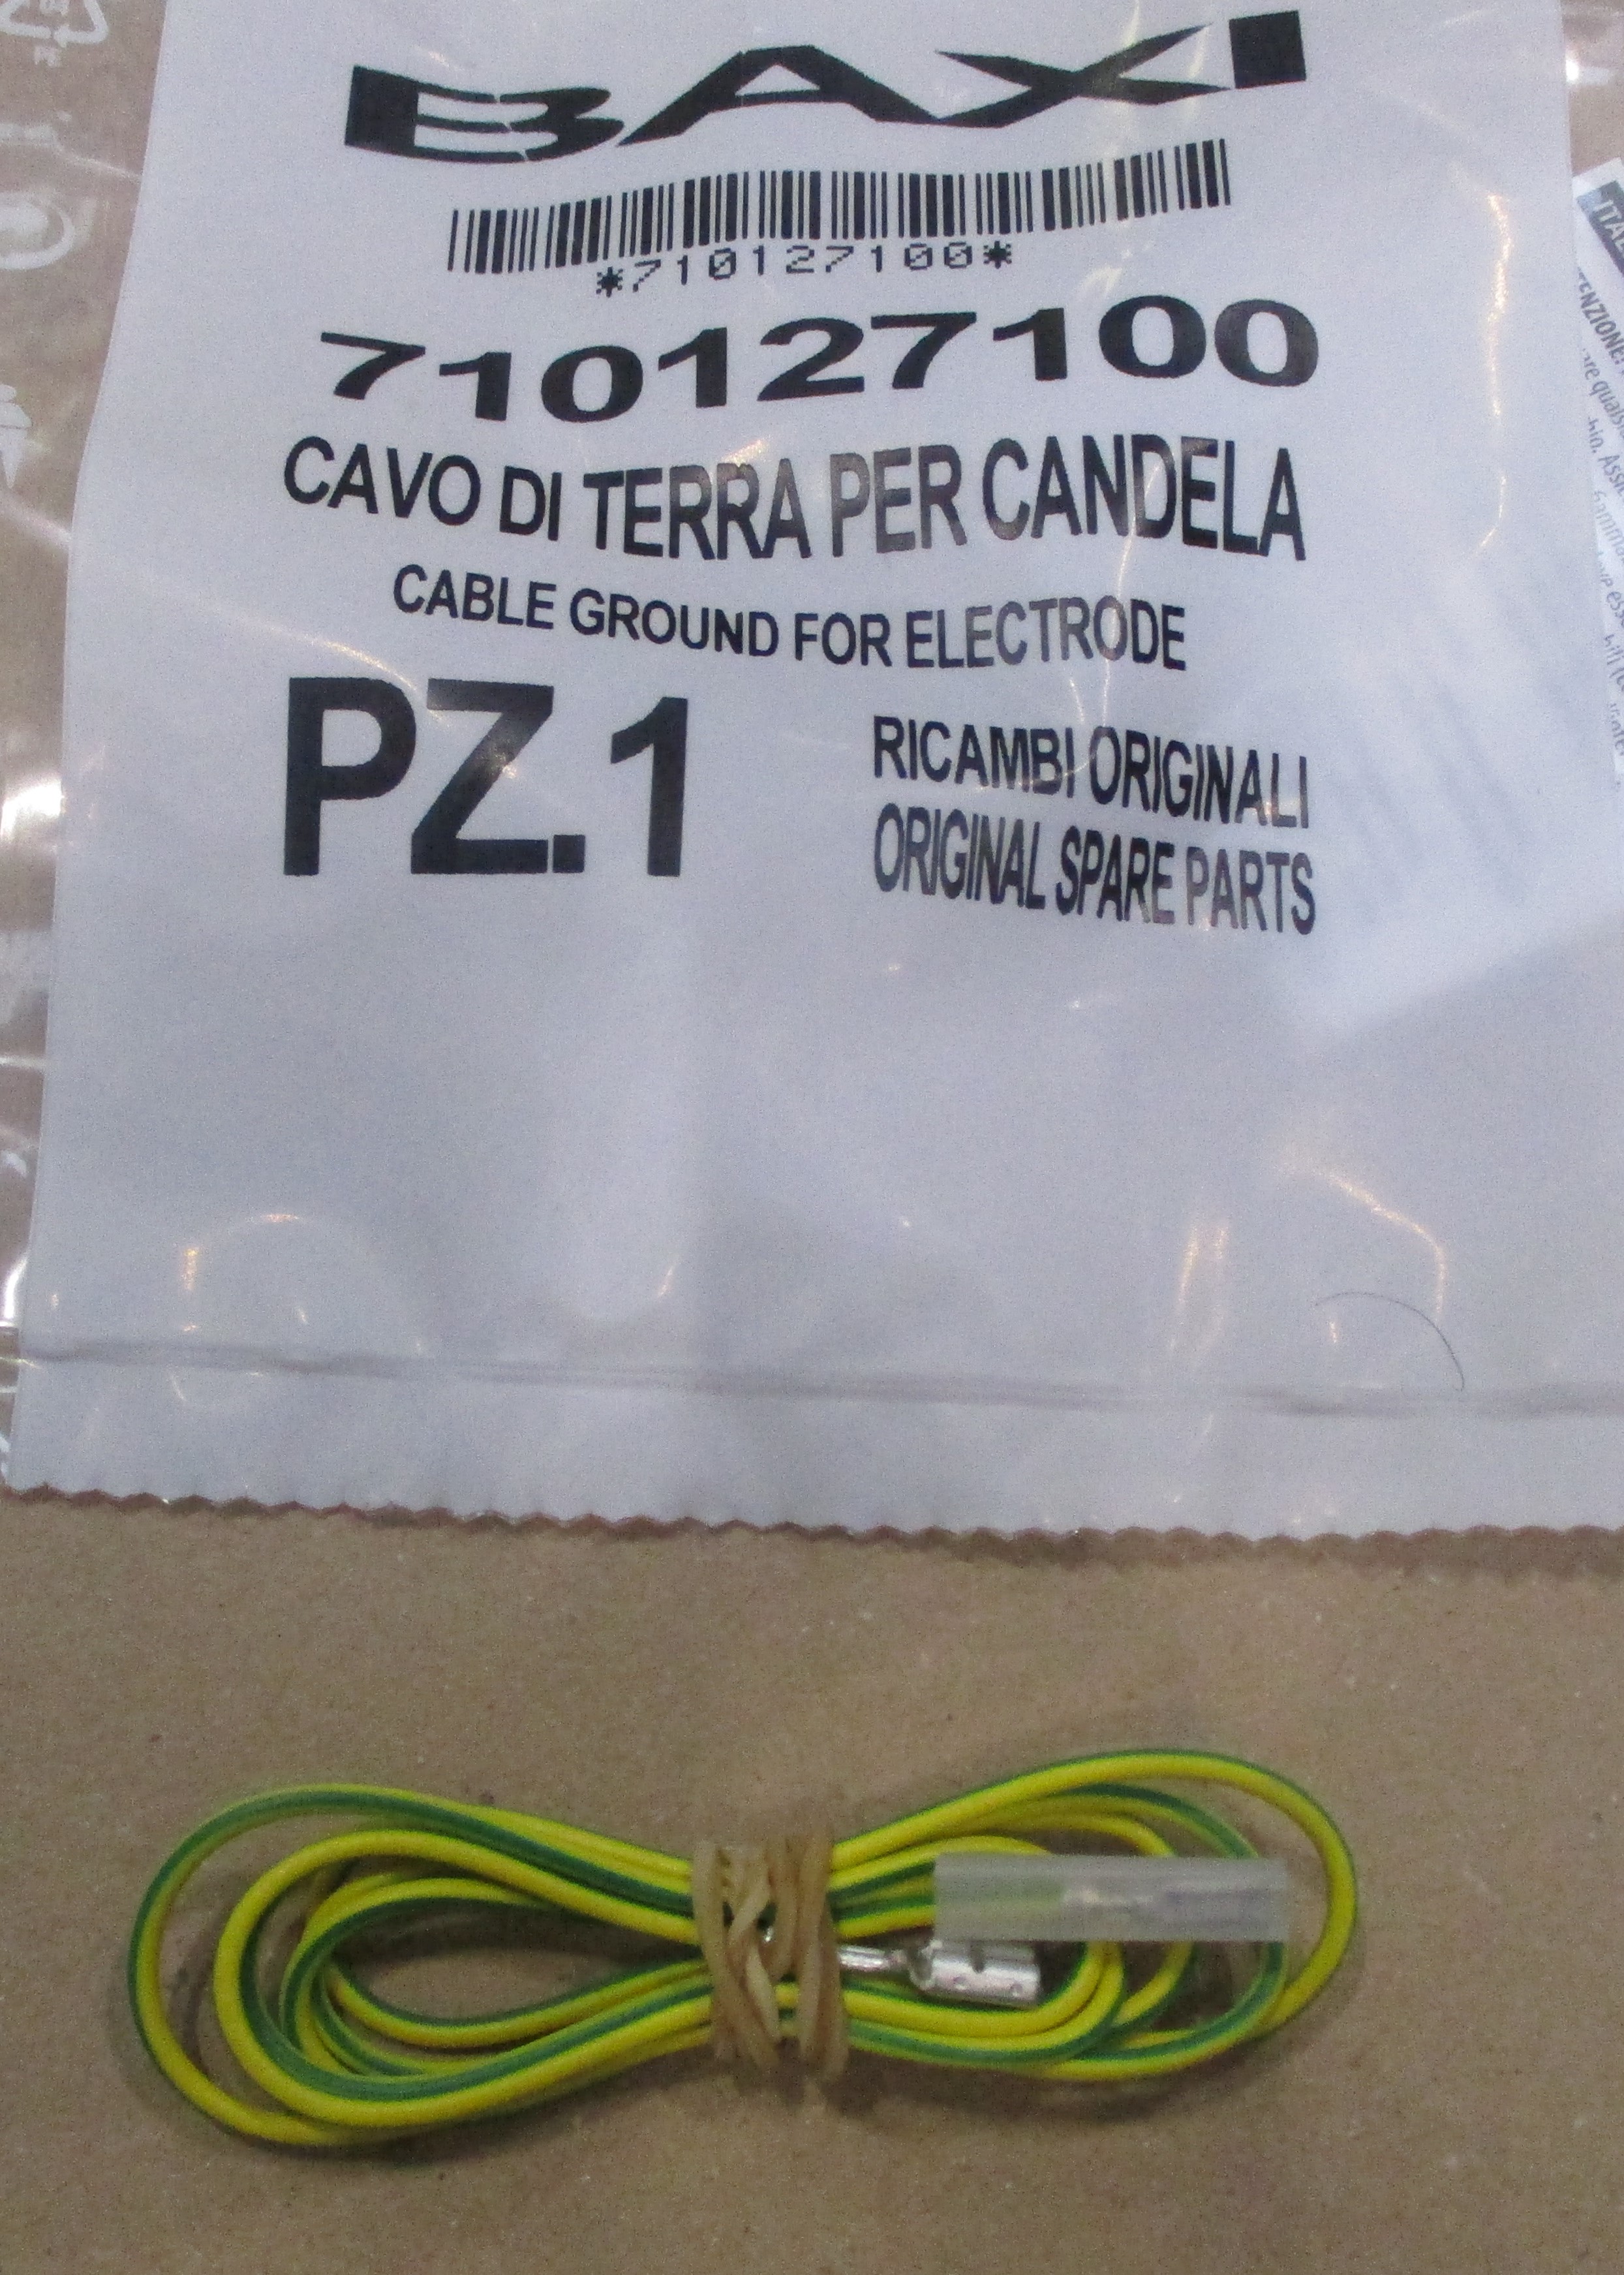 BAXI
*710127100*
710127100
CAVO DI TERRA PER CANDELA
CABLE GROUND FOR ELECTRODE
PZ.1
RICAMBI ORIGINALI
ORIGINAL SPARE PARTS